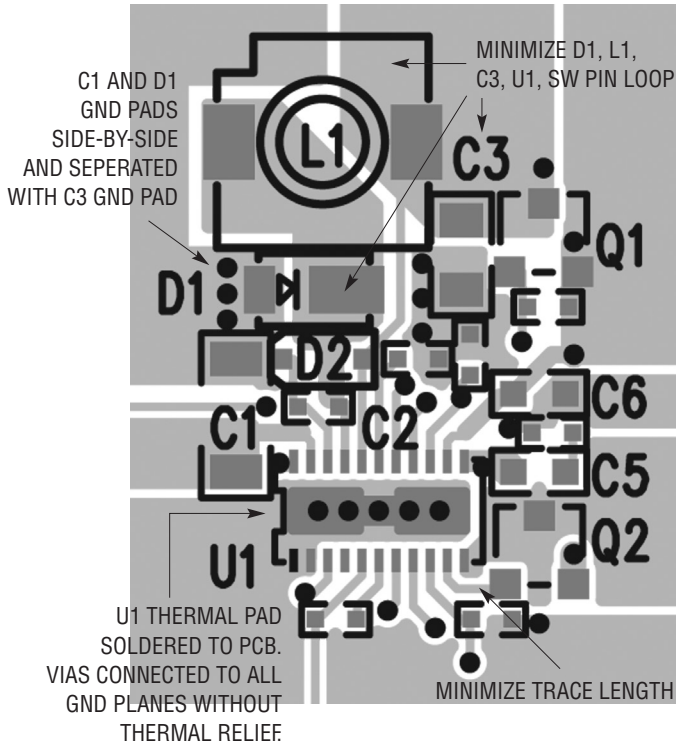 MINIMIZE D1, L1,
C3, U1, SW PIN LOOP
C1 AND D1
GND PADS
SIDE-BY-SIDE
AND SEPERATED
WITH C3 GND PAD
L1
C3
Q1
D1
D2
C6
C1
C2
C5
Q2
U1
U1 THERMAL PAD
SOLDERED TO PCB.
VIAS CONNECTED TO ALL
GND PLANES WITHOUT
THERMAL RELIEF.
MINIMIZE TRACE LENGTH